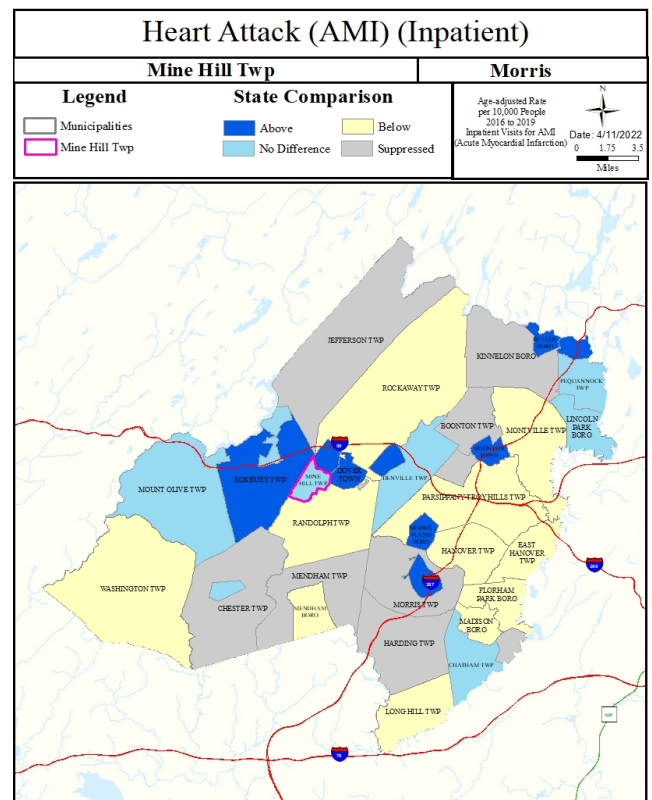 Heart Attack (AMI) (Inpatient)
Mine Hill Twp
Morris
Legend
Municipalities
Mine Hill Twp
State Comparison
Above
Below
No Difference
Suppressed
Age-adjusted Rate
per 10,000 People
2016 to 2019
Inpatient Visits for AMI
(Acute Myocardial Infarction)
N
Date: 4/11/2022
0 1.75 3.5
Miles
JEFFERSON TWP
KINNELON BORO
BUTLER
BORO
ROCKAWAY TWP
PEQUANNOCK
TWP
LINCOLN
PARK
BORO
BOONTON TWP
MONTVILLE TWP
BOONTON
TOWN
80
DOVER
TOWN
ROXBURY TWP
MINE
HILL TWP
DENVILLE TWP
MOUNT OLIVE TWP
PARSIPPANY-TROY HILLS TWP
RANDOLPH TWP
MORRIS
PLAINS
BORO
HANOVER TWP
EAST
HANOVER
TWP
280
WASHINGTON TWP
MENDHAM TWP
287
CHESTER TWP
MENDHAM
BORO
MORRIS TWP
FLORHAM
PARK BORO
MADISON
BORO
HARDING TWP
CHATHAM TWP
LONG HILL TWP
GSP
78